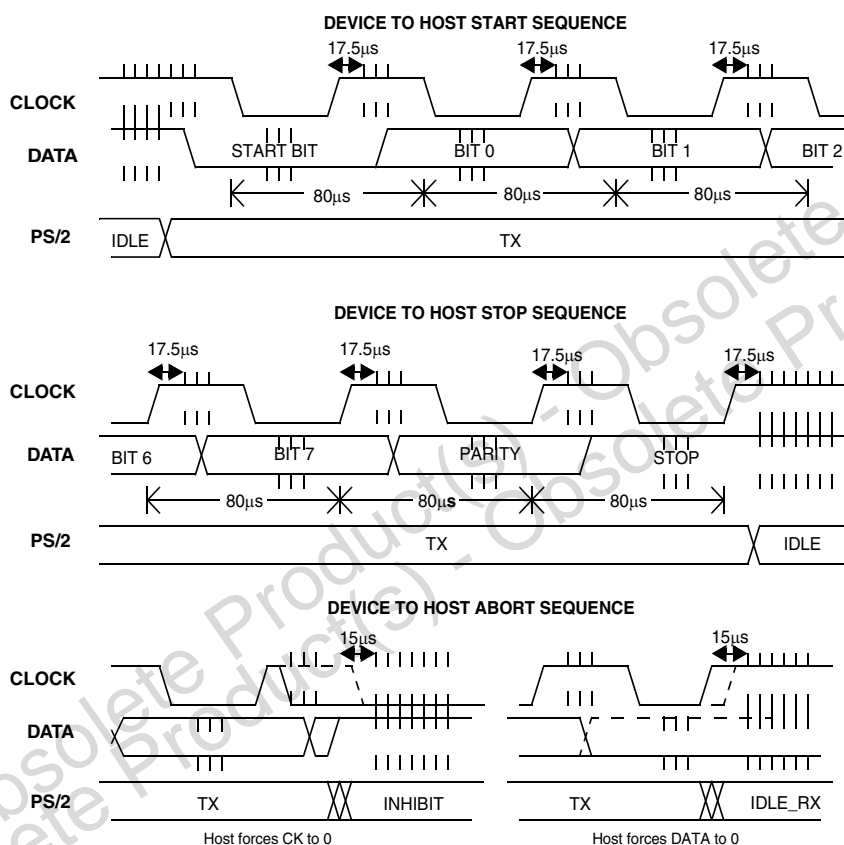 DEVICE TO HOST START SEQUENCE
17.5µs 17.5µs 17.5µs
CLOCK
DATA
START BIT BIT 0 BIT 1 BIT 2
80µs 80µs 80µs
PS/2
IDLE TX
DEVICE TO HOST STOP SEQUENCE
17.5µs 17.5µs 17.5µs 17.5µs
CLOCK
DATA
BIT 6 BIT 7 PARITY STOP
80µs 80µs 80µs
PS/2
TX IDLE
DEVICE TO HOST ABORT SEQUENCE
15µs 15µs
CLOCK
DATA
PS/2
TX INHIBIT TX IDLE_RX
Host forces CK to 0 Host forces DATA to 0
Obsolete Product(s) - Obsolete
Obsolete Product(s) - Obsolete Pr